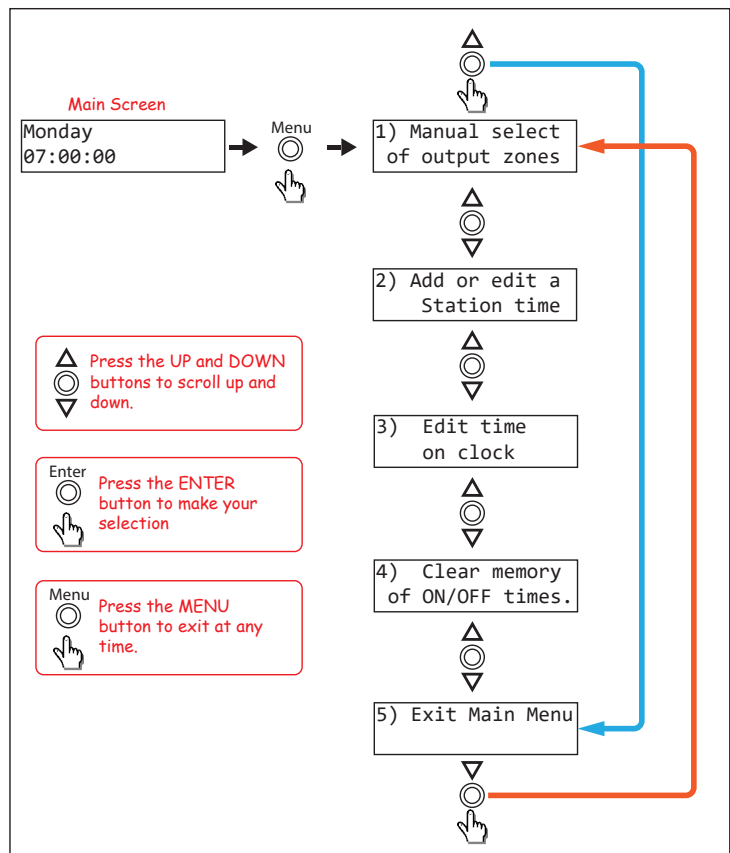 Main Screen
Monday
07:00:00
Menu
1) Manual select
of output zones
2) Add or edit a
Station time
Press the UP and DOWN
buttons to scroll up and
down.
3) Edit time
on clock
Enter
Press the ENTER
button to make your
selection
4) Clear memory
of ON/OFF times.
Menu
Press the MENU
button to exit at any
time.
5) Exit Main Menu